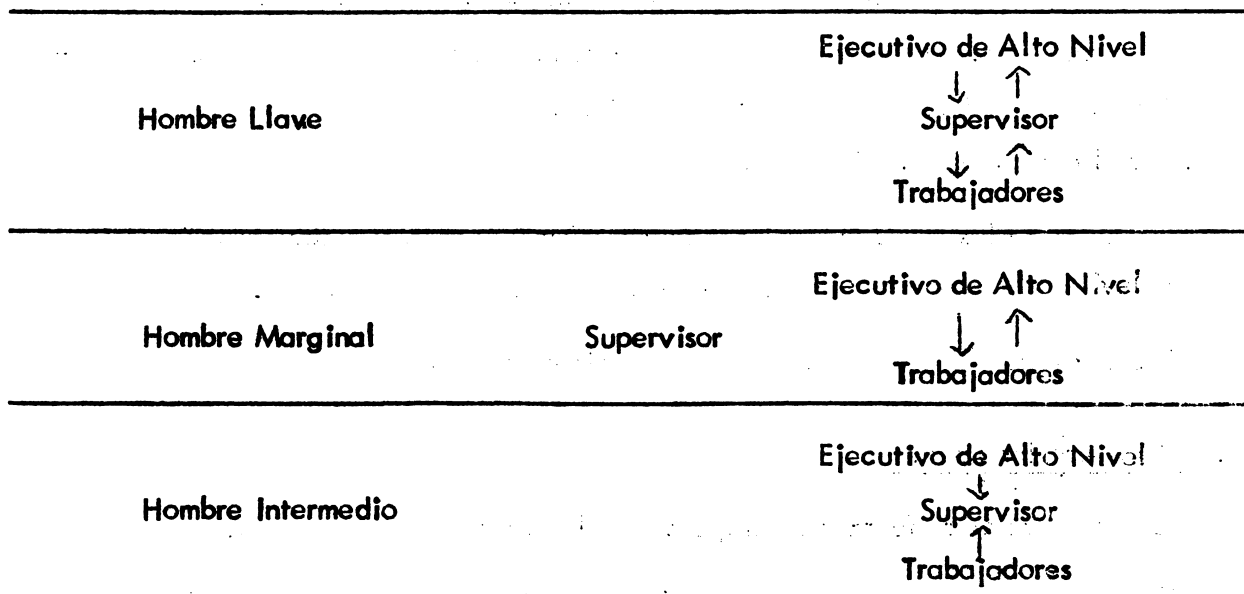 Ejecutivo de Alto Nivel
↓ ↑
Hombre Llave Supervisor
↓ ↑
Trabajadores
Ejecutivo de Alto Nivel
Hombre Marginal Supervisor ↓ ↑
Trabajadores
Ejecutivo de Alto Nivel
↓
Hombre Intermedio Supervisor
↑
Trabajadores